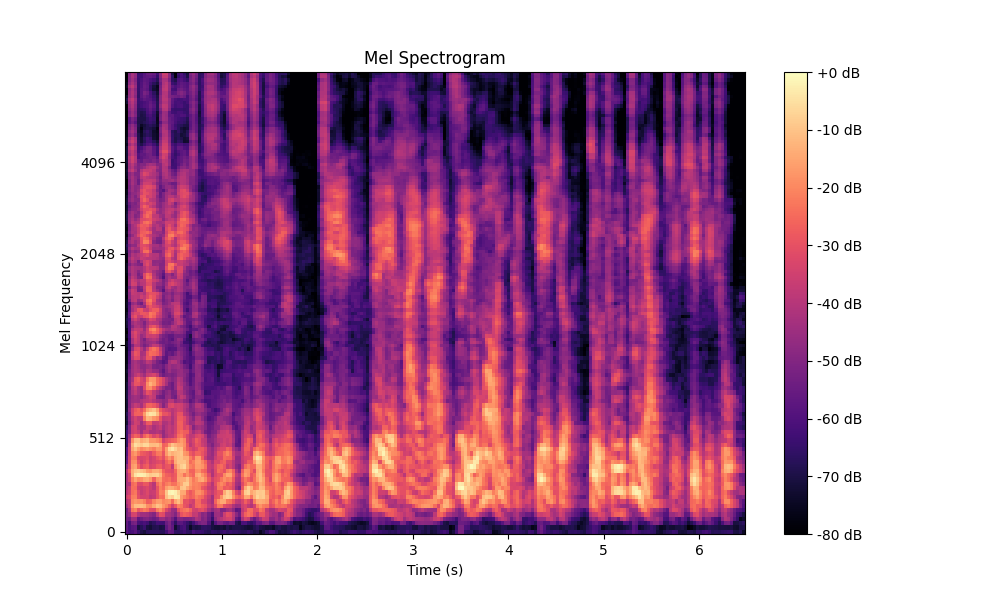 Mel Spectrogram
Mel Frequency
4096
2048
1024
512
0
0 1 2 3 4 5 6
Time (s)
+0 dB
-10 dB
-20 dB
-30 dB
-40 dB
-50 dB
-60 dB
-70 dB
-80 dB